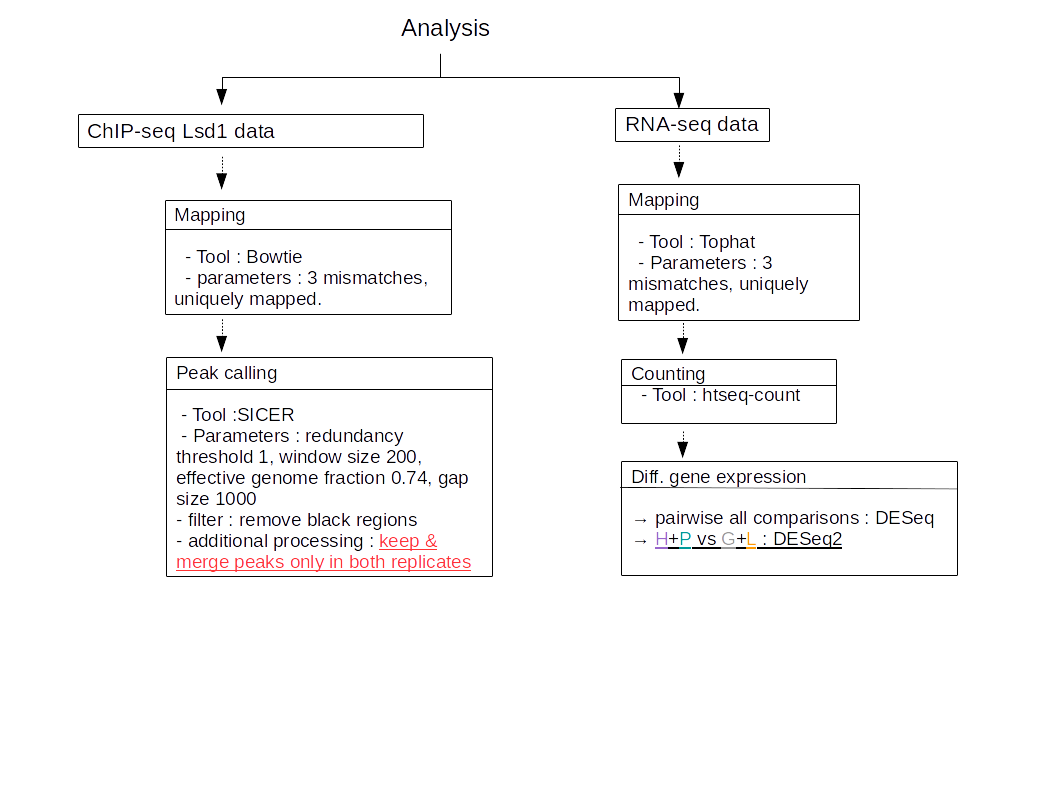 Analysis
ChIP-seq Lsd1 data
Mapping
- Tool : Bowtie
- parameters : 3 mismatches,
uniquely mapped.
Peak calling
- Tool :SICER
- Parameters : redundancy
threshold 1, window size 200,
effective genome fraction 0.74, gap
size 1000
- filter : remove black regions
- additional processing : keep &
merge peaks only in both replicates
RNA-seq data
Mapping
- Tool : Tophat
- Parameters : 3
mismatches, uniquely
mapped.
Counting
- Tool : htseq-count
Diff. gene expression
→ pairwise all comparisons : DESeq
→ H+P vs G+L : DESeq2